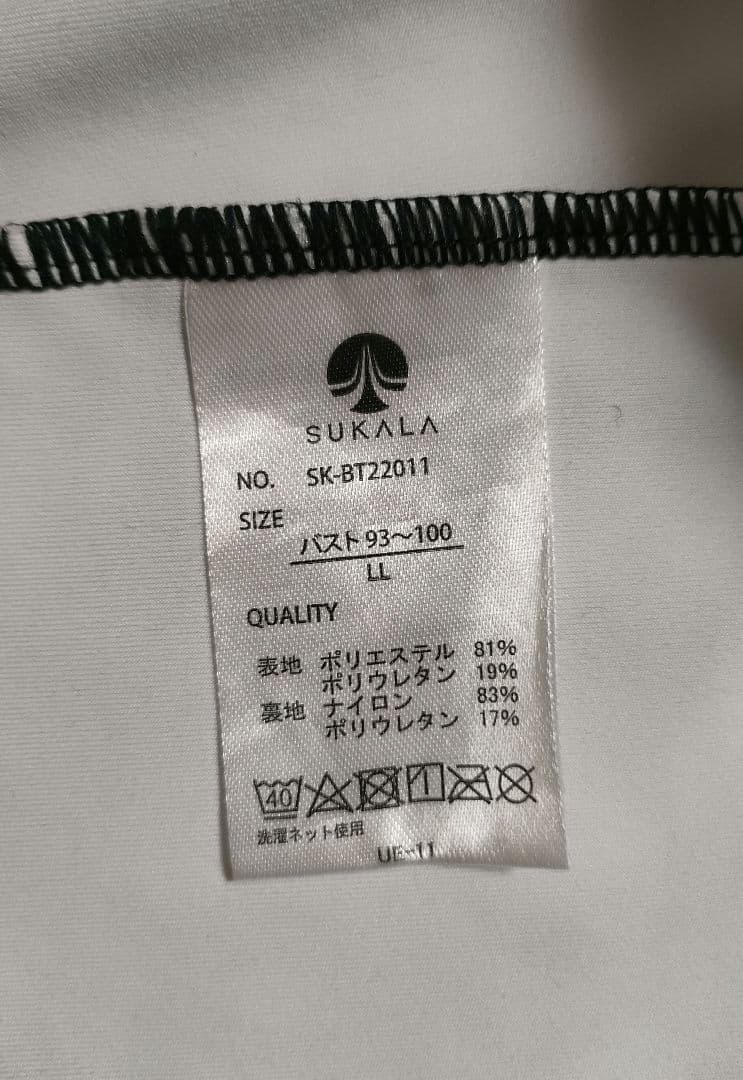 SUKALA
NO. SK-BT22011
SIZE
バスト93〜100
LL
QUALITY
表地 ポリエステル 81%
ポリウレタン 19%
裏地 ナイロン 83%
ポリウレタン 17%
40
洗濯ネット使用